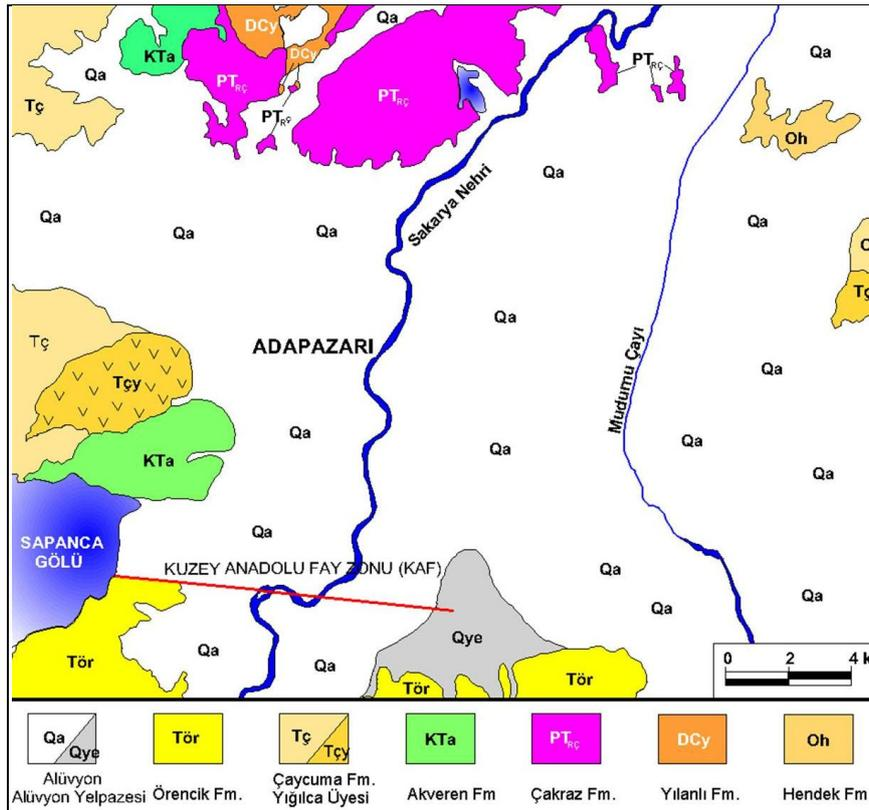 DCy
Qa
KTa
DCy
Qa
Qa
PTRÇ
PTRÇ
PTRÇ
Tç
PTRÇ
Oh
Qa
Sakarya Nehri
Qa
Qa
Qa
Qa
Tç
Qa
Tç
ADAPAZARI
Mudurnu Çayı
Qa
Tçy
Qa
Qa
Qa
KTa
Qa
Qa
SAPANCA
GÖLÜ
KUZEY ANADOLU FAY ZONU (KAF)
Qa
Qa
Qa
Qa
Qye
Tör
Qa
Tör
Tör
0 2 4 k
Qa
Qye
Tör
Tç
Tçy
KTa
PTRÇ
DCy
Oh
Alüvyon
Alüvyon Yelpazesi
Örencik Fm.
Çaycuma Fm.
Yığılca Üyesi
Akveren Fm
Çakraz Fm.
Yılanlı Fm.
Hendek Fm